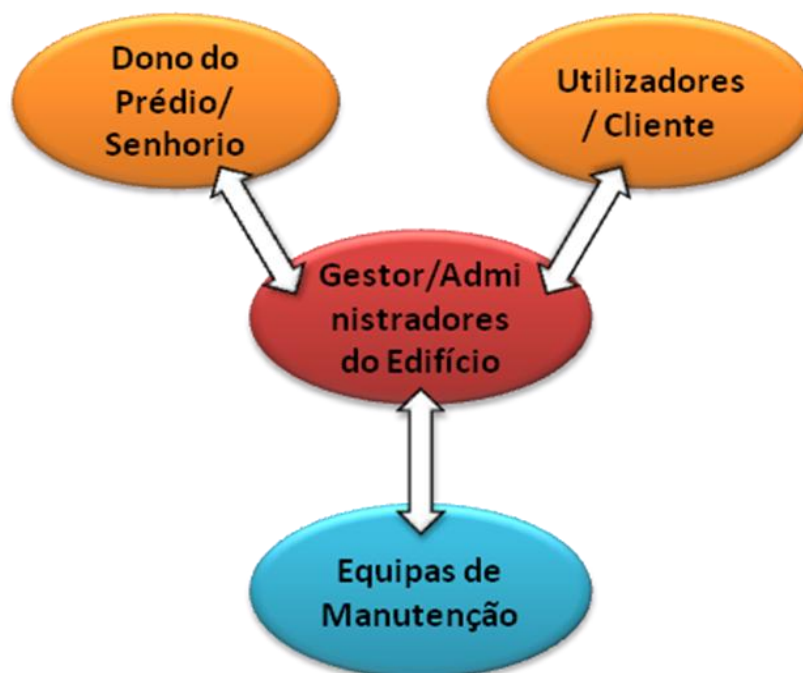 Dono do
Prédio/
Senhorio
Utilizadores
/ Cliente
Gestor/Admi
nistradores
do Edifício
Equipas de
Manutenção